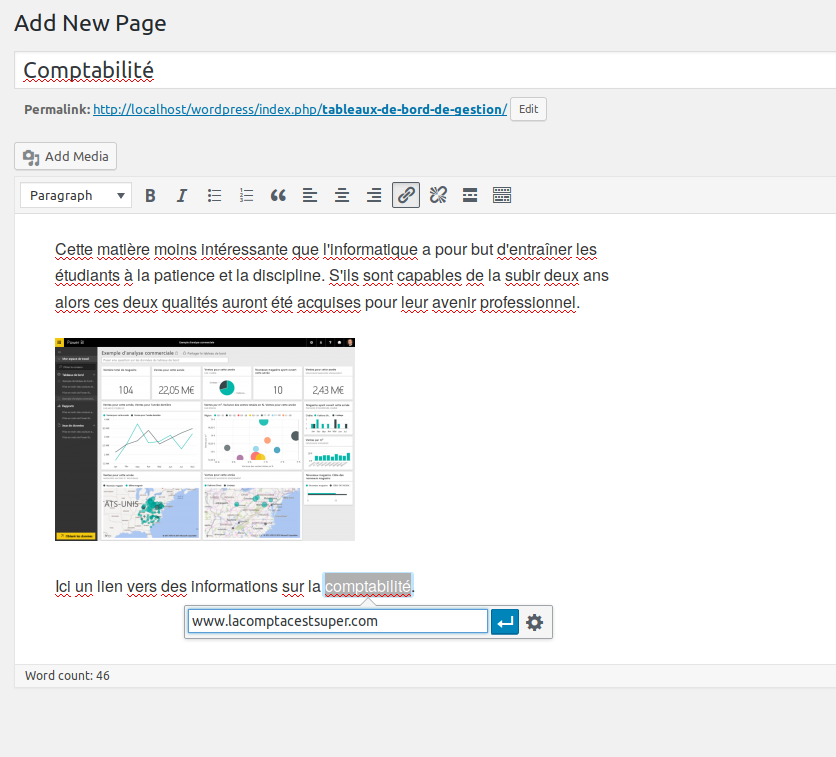 Add New Page
Comptabilité
Permalink: http://localhost/wordpress/index.php/tableaux-de-bord-de-gestion/ Edit
Add Media
Paragraph
Cette matière moins intéressante que l'informatique a pour but d'entraîner les
étudiants à la patience et la discipline. S'ils sont capables de la subir deux ans
alors ces deux qualités auront été acquises pour leur avenir professionnel.
Power BI
Exemple d'analyse commerciale
104
22,05 M€
10
2,43 M€
ATS-UNIS
Ici un lien vers des informations sur la comptabilité.
www.lacomptacestsuper.com
Word count: 46